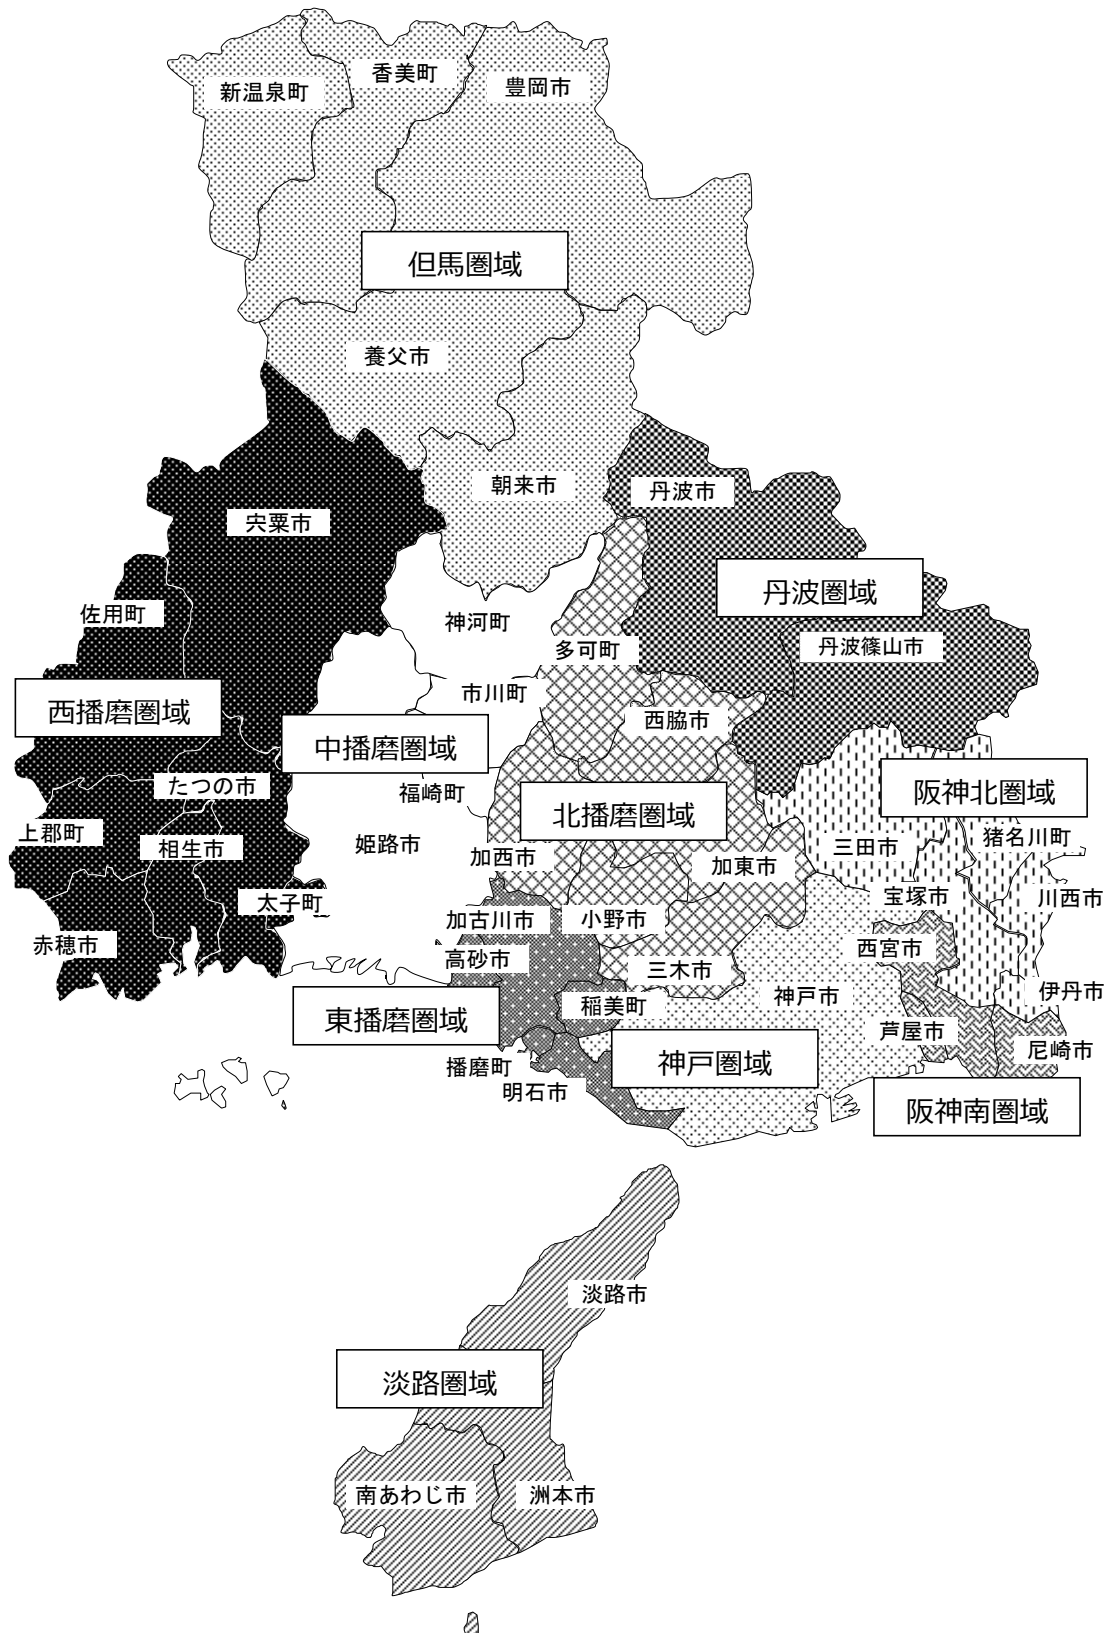 香美町
新温泉町
豊岡市
但馬圏域
養父市
朝来市
丹波市
宍粟市
丹波圏域
佐用町
神河町
多可町
丹波篠山市
市川町
西播磨圏域
西脇市
中播磨圏域
たつの市
福崎町
阪神北圏域
北播磨圏域
上郡町
相生市
姫路市
加西市
加東市
三田市
猪名川町
太子町
宝塚市
川西市
加古川市
小野市
赤穂市
高砂市
西宮市
三木市
神戸市
伊丹市
稲美町
東播磨圏域
芦屋市
尼崎市
播磨町
神戸圏域
明石市
阪神南圏域
淡路市
淡路圏域
南あわじ市
洲本市